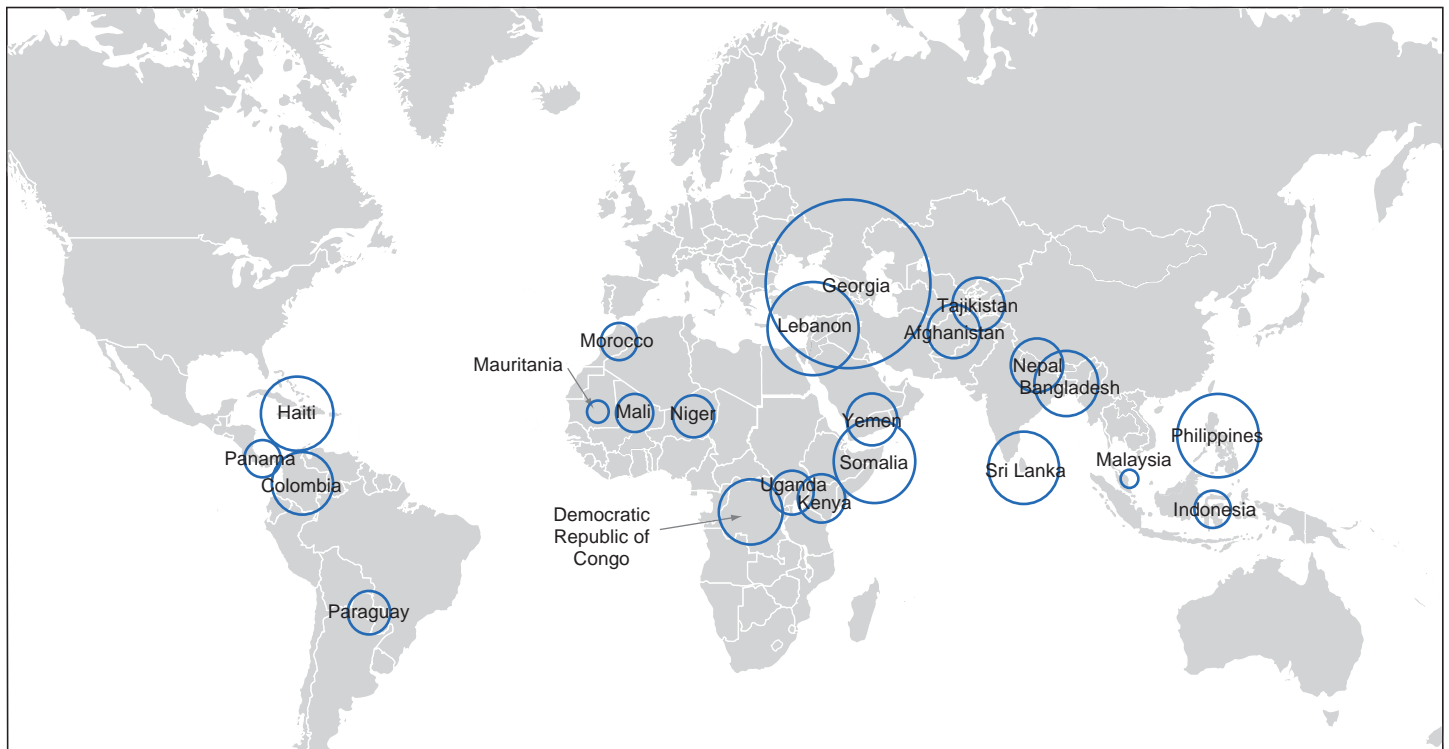 Georgia
Tajikistan
Lebanon
Afghanistan
Morocco
Mauritania
Nepal
Bangladesh
Haiti
Mali
Niger
Yemen
Philippines
Panama
Somalia
Malaysia
Sri Lanka
Colombia
Uganda
Kenya
Indonesia
Democratic
Republic of
Congo
Paraguay